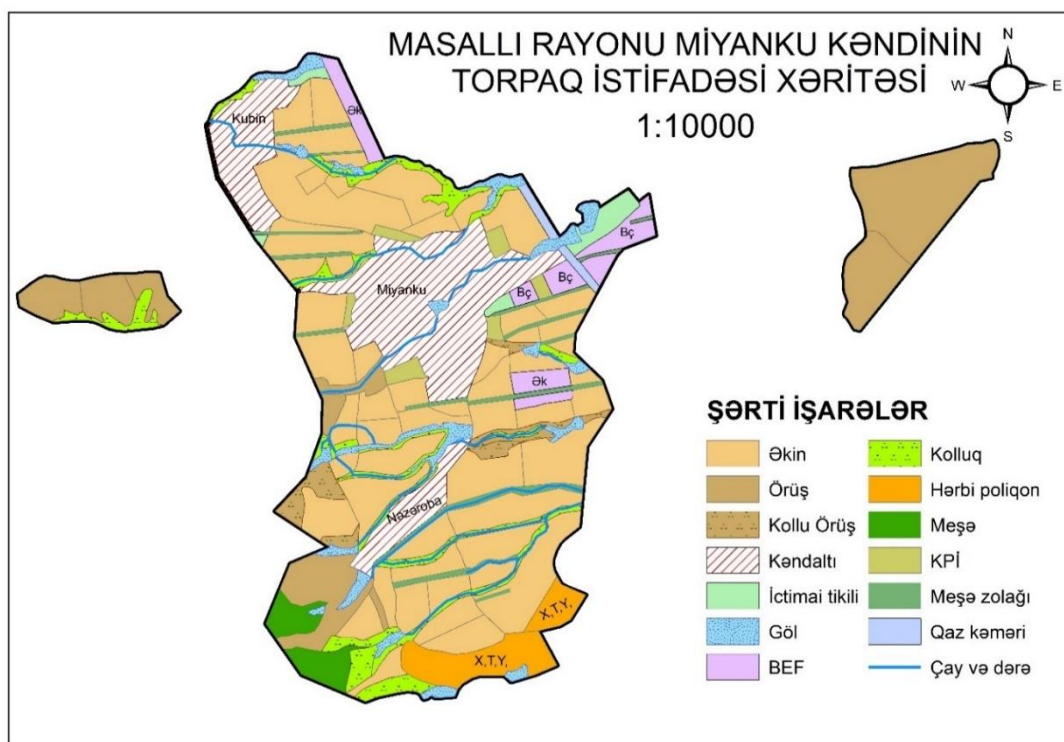 MASALLI RAYONU MİYANKU KƏNDİNİN
TORPAQ İSTİFADƏSİ XƏRİTƏSİ
1:10000
N
W
E
S
Kubin
Ək
Bç
Miyanku
Bç
Bç
Ək
Nəzəroba
X,T,Y,
X,T,Y,
ŞƏRTİ İŞARƏLƏR
Əkin
Örüş
Kollu Örüş
Kəndaltı
İctimai tikili
Göl
BEF
Kolluq
Hərbi poliqon
Meşə
KPİ
Meşə zolağı
Qaz kəməri
Çay və dərə